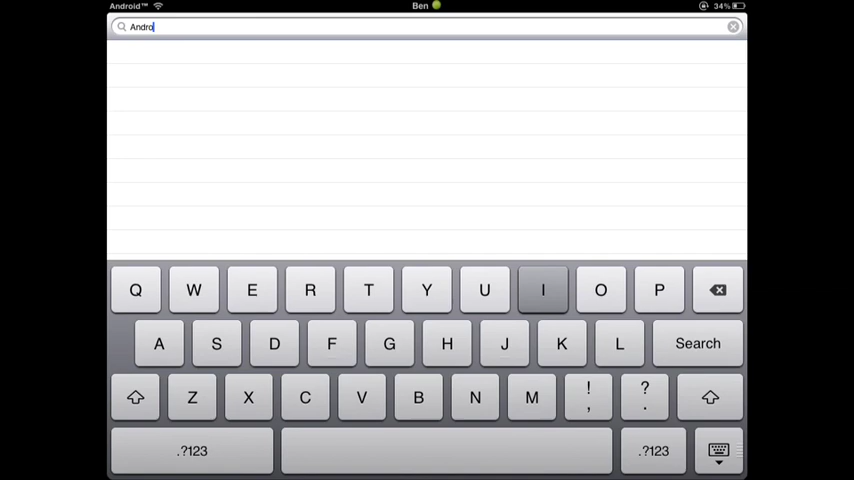 Android™ Ben 34%
Andro
Q W E R T Y U I O P
A S D F G H J K L Search
Z X C V B N M ! , ? .
.?123 .?123